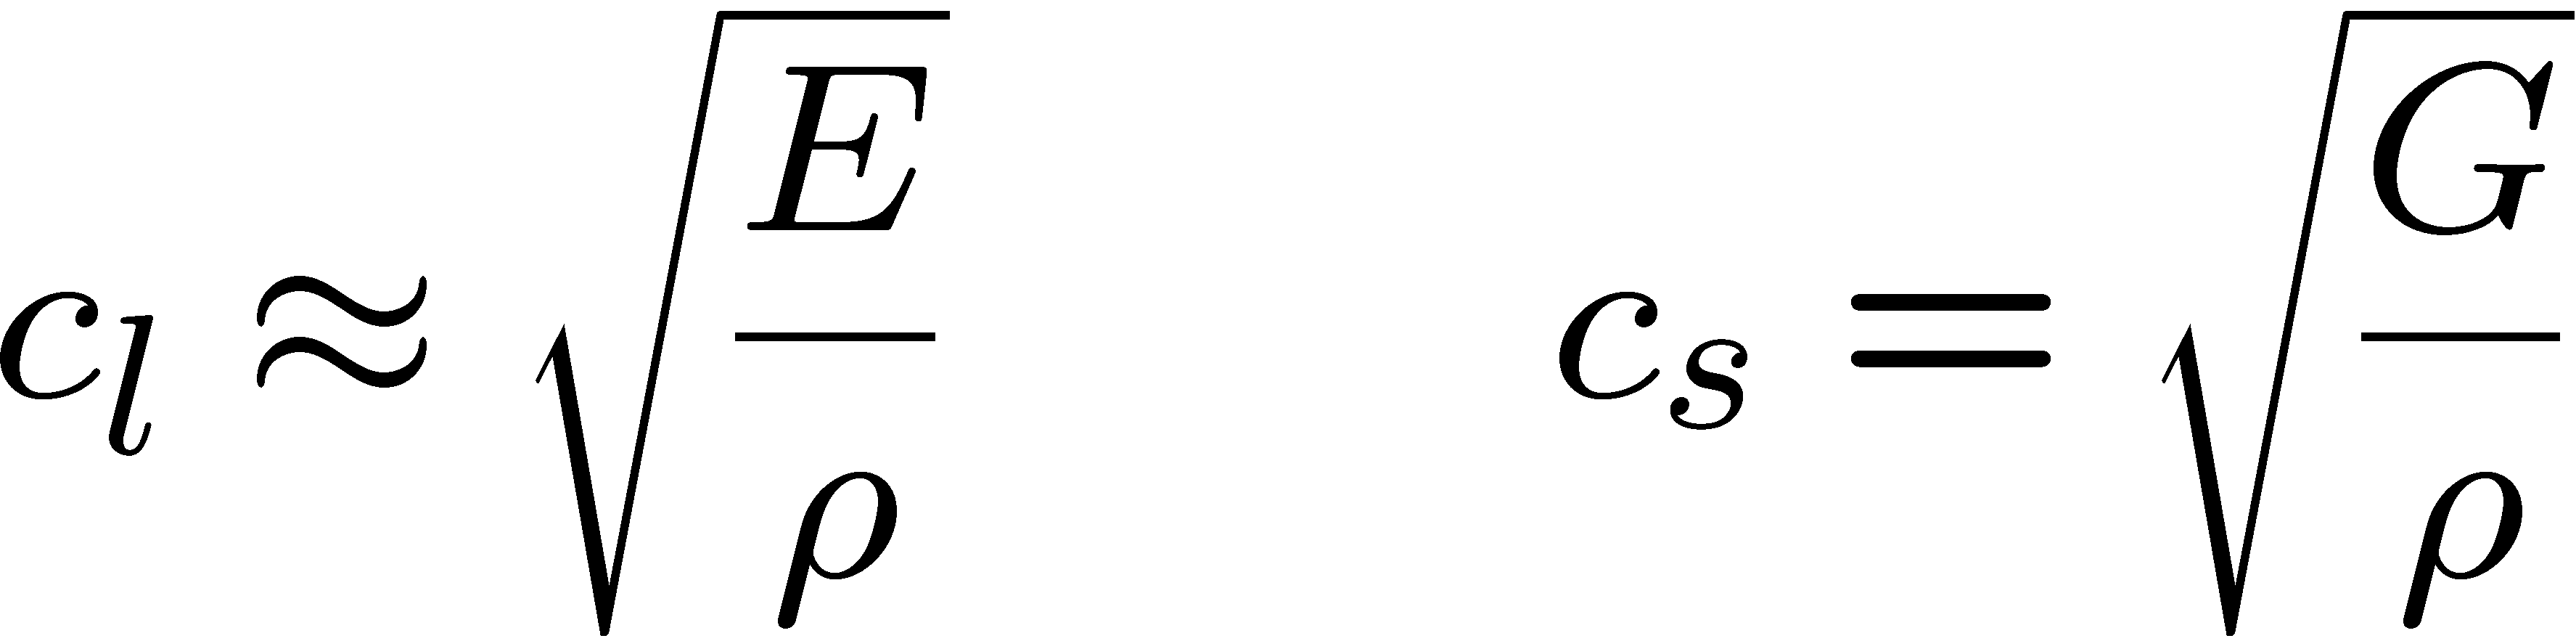 c_l ≈ √(E/ρ) c_s = √(G/ρ)